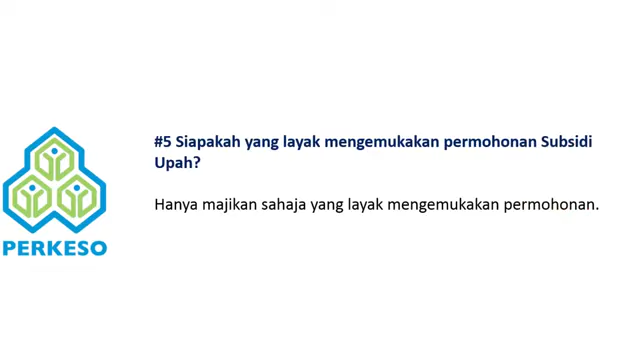 #5 Siapakah yang layak mengemukakan permohonan Subsidi
Upah?
Hanya majikan sahaja yang layak mengemukakan permohonan.
PERKESO